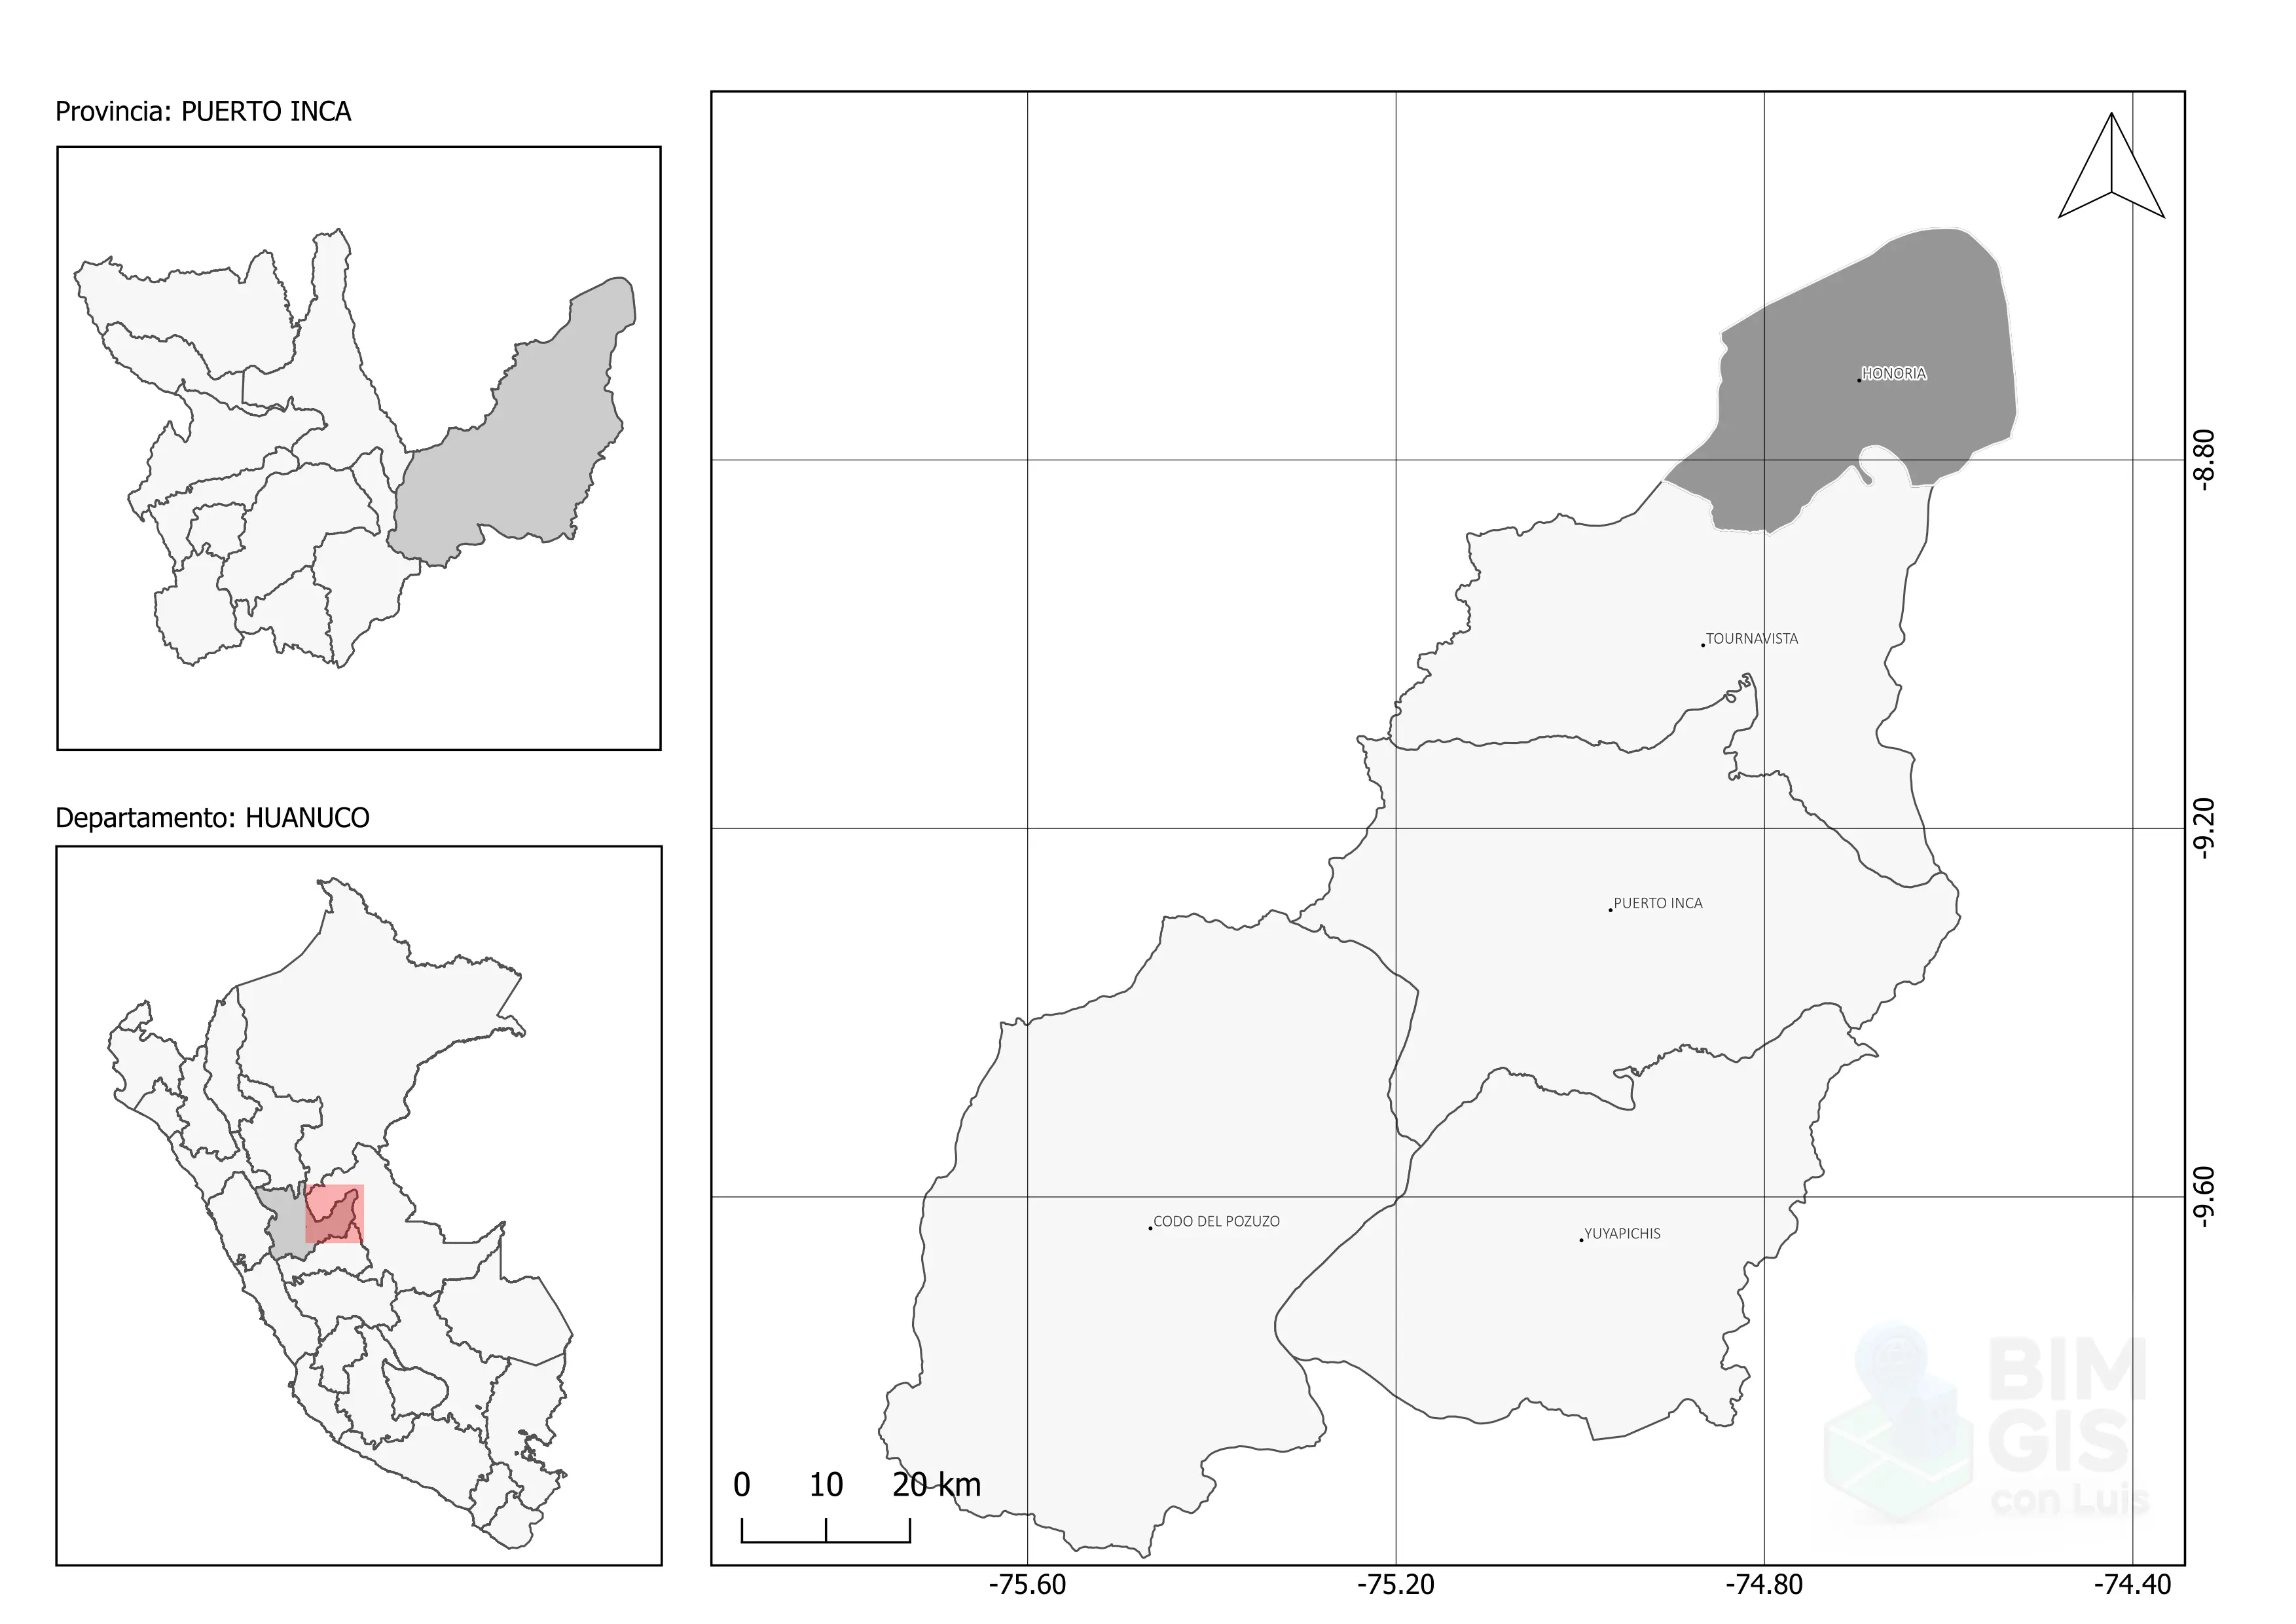 Provincia: PUERTO INCA
Departamento: HUANUCO
HONORIA
TOURNAVISTA
PUERTO INCA
CODO DEL POZUZO
YUYAPICHIS
0 10 20 km
-8.80
-9.20
-9.60
-75.60 -75.20 -74.80 -74.40
BIM
GIS
con Luis